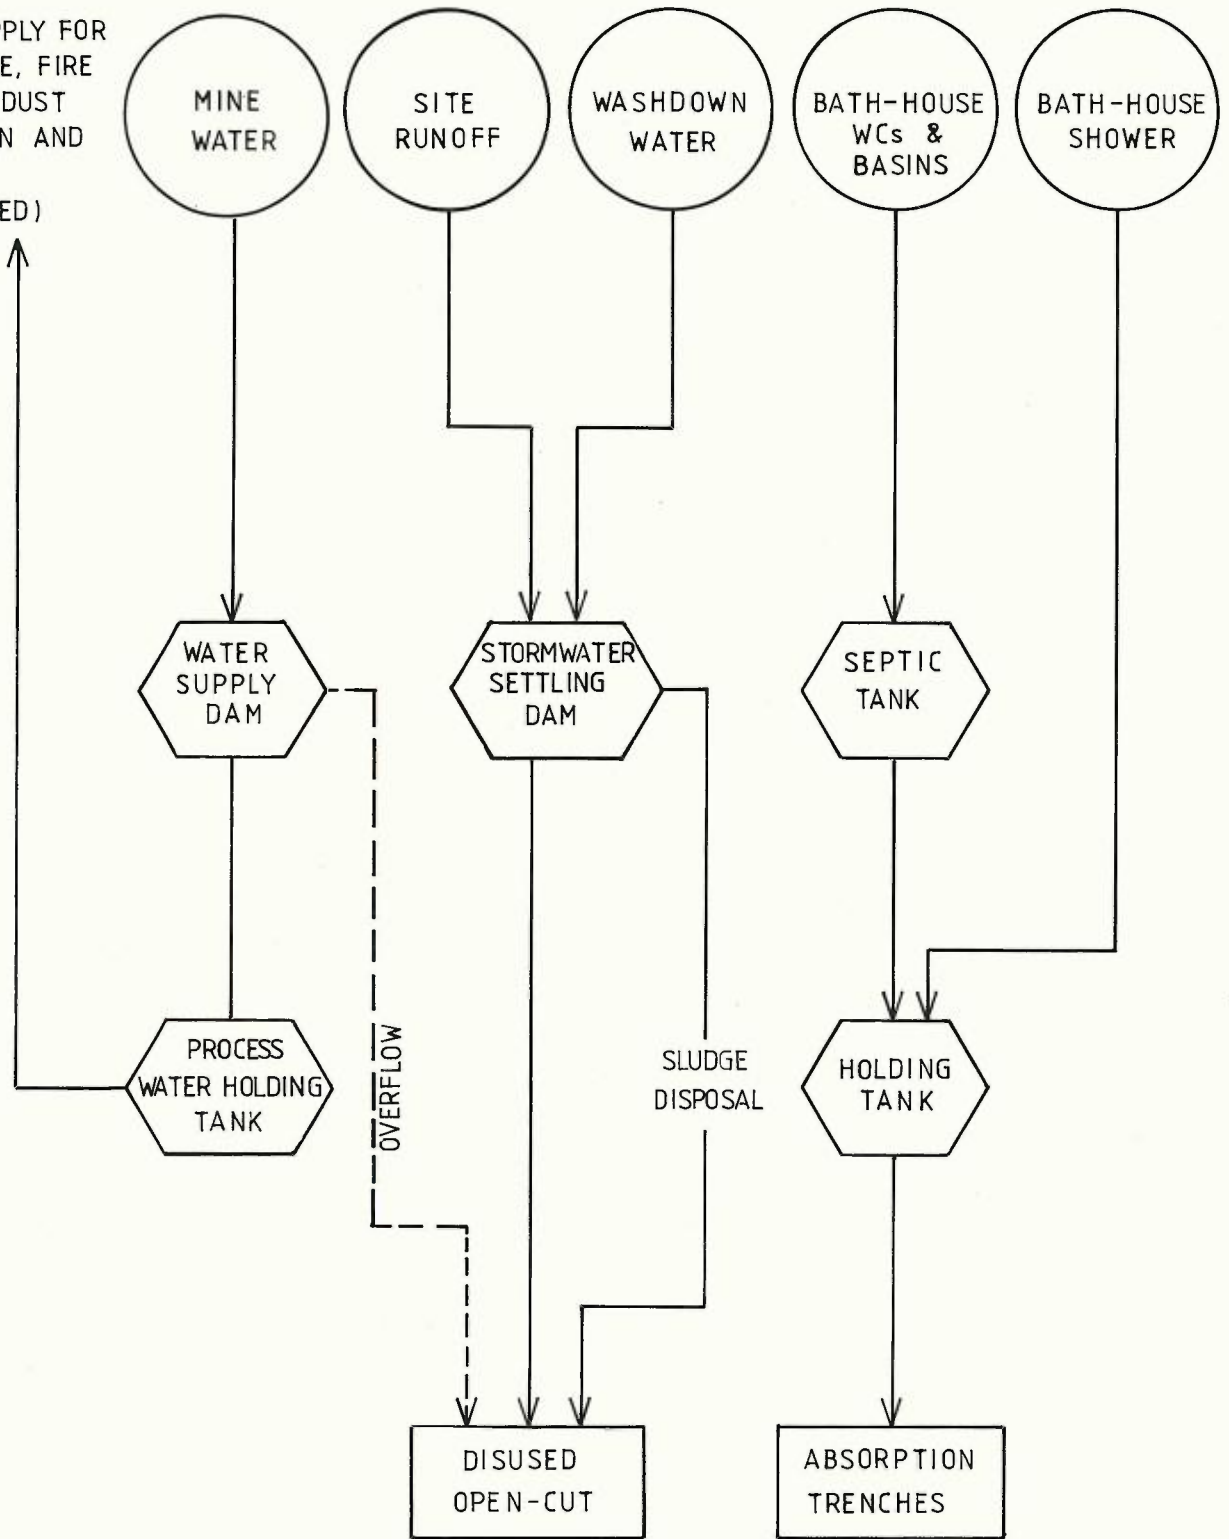 PPLY FOR
E, FIRE
DUST
N AND
ED)
MINE
WATER
SITE
RUNOFF
WASHDOWN
WATER
BATH-HOUSE
WCs &
BASINS
BATH-HOUSE
SHOWER
WATER
SUPPLY
DAM
STORMWATER
SETTLING
DAM
SEPTIC
TANK
PROCESS
WATER HOLDING
TANK
OVERFLOW
SLUDGE
DISPOSAL
HOLDING
TANK
DISUSED
OPEN-CUT
ABSORPTION
TRENCHES